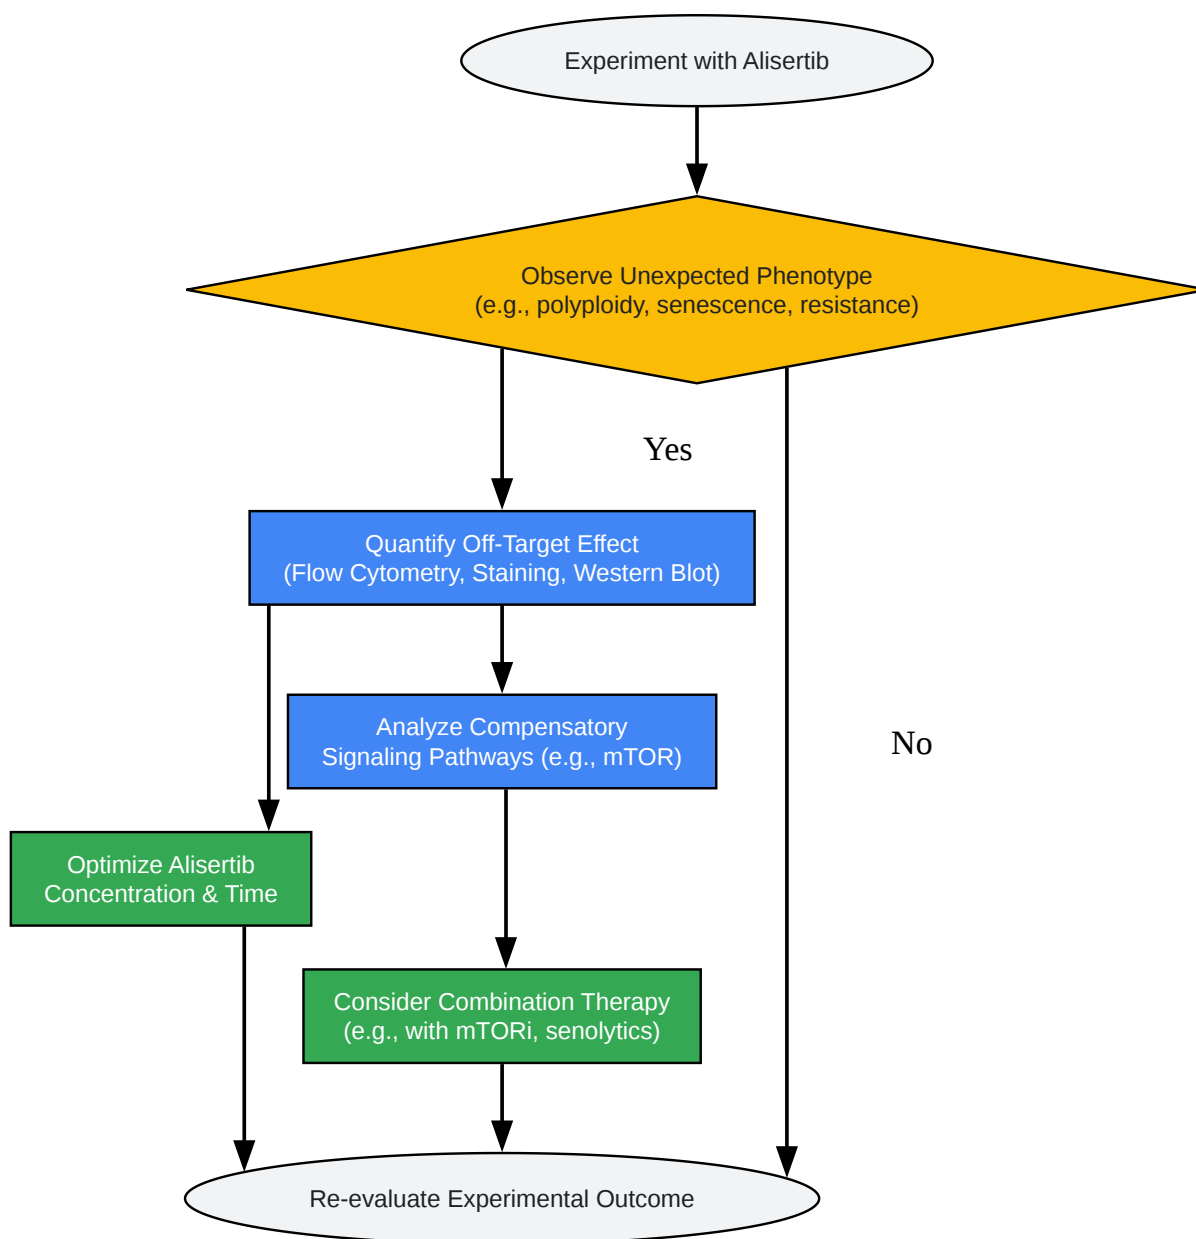 Experiment with Alisertib
Observe Unexpected Phenotype
(e.g., polyploidy, senescence, resistance)
Yes
Quantify Off-Target Effect
(Flow Cytometry, Staining, Western Blot)
Analyze Compensatory
Signaling Pathways (e.g., mTOR)
No
Optimize Alisertib
Concentration & Time
Consider Combination Therapy
(e.g., with mTORi, senolytics)
Re-evaluate Experimental Outcome